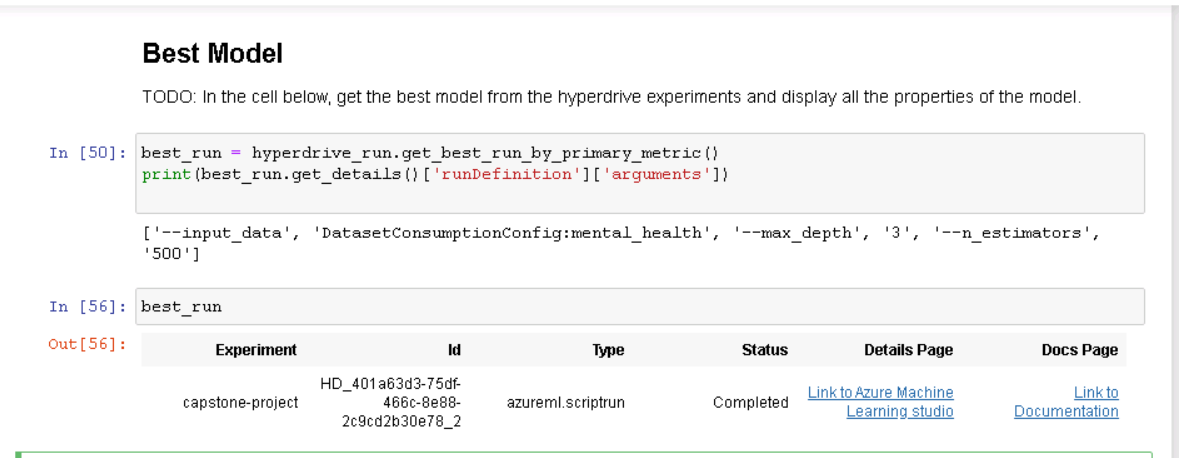 Best Model
TODO: In the cell below, get the best model from the hyperdrive experiments and display all the properties of the model.
In [50]: best_run = hyperdrive_run.get_best_run_by_primary_metric()
print(best_run.get_details()['runDefinition']['arguments'])
['--input_data', 'DatasetConsumptionConfig:mental_health', '--max_depth', '3', '--n_estimators',
'500']
In [56]: best_run
Out[56]:
Experiment Id Type Status Details Page Docs Page
capstone-project HD_401a63d3-75df-
466c-8e88-
2c9cd2b30e78_2 azureml.scriptrun Completed Link to Azure Machine
Learning studio Link to
Documentation